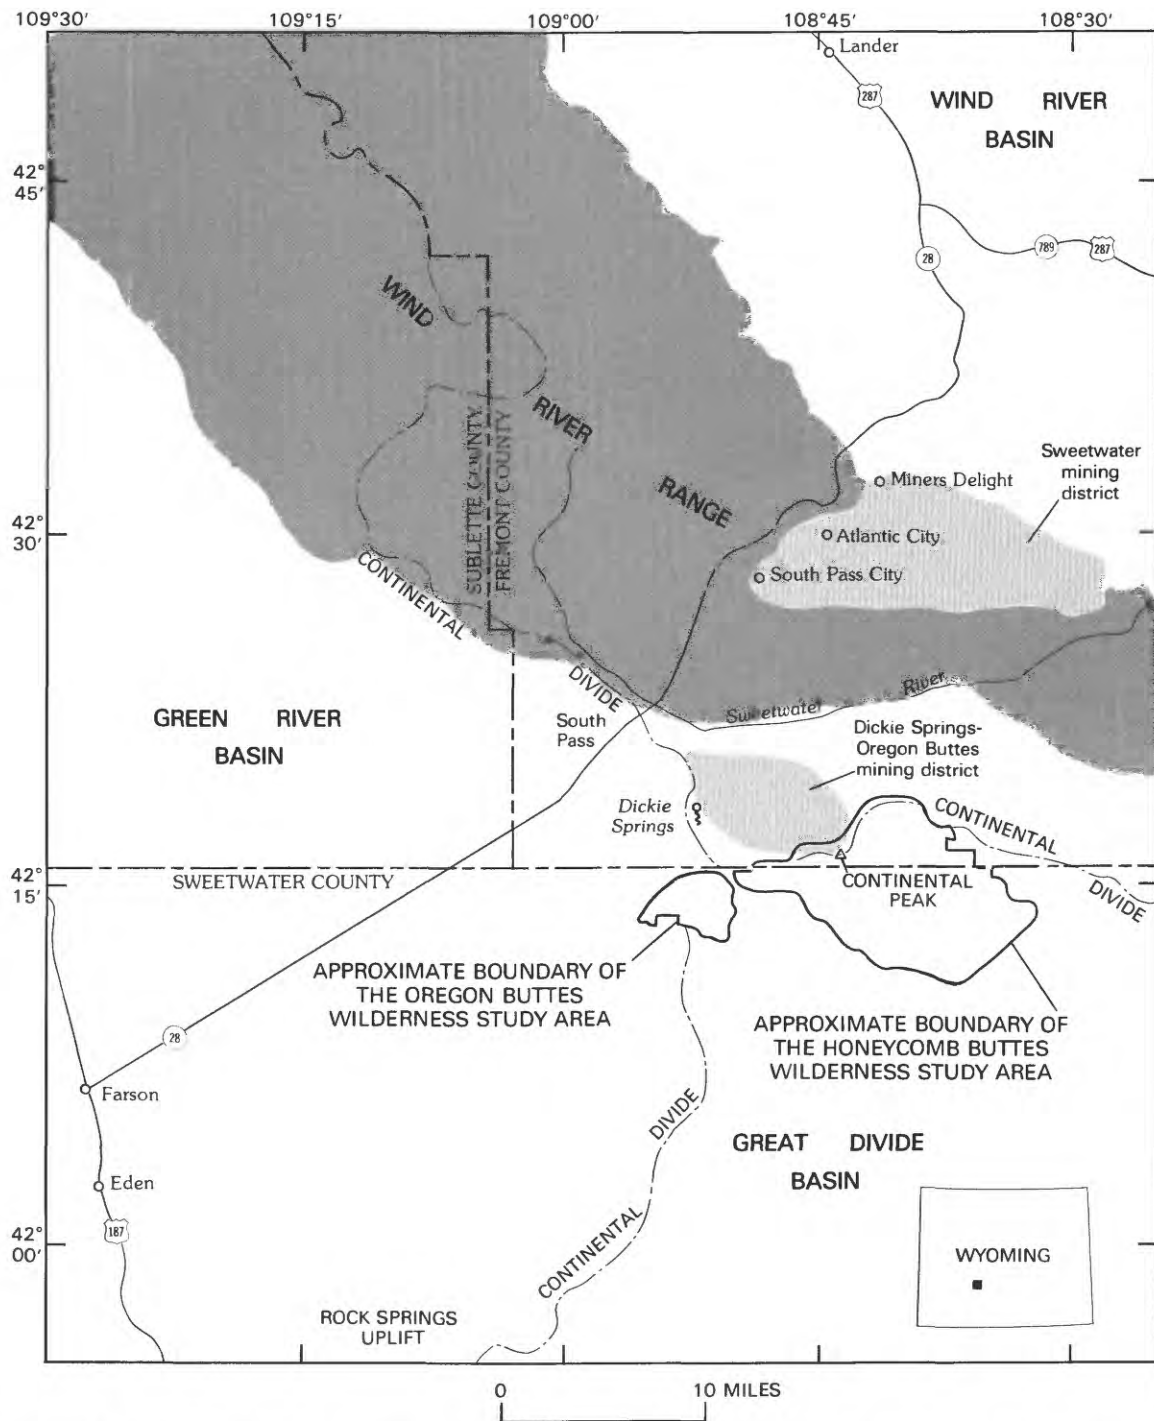 109°30'
109°15'
109°00'
108°45'
108°30'
Lander
287
WIND RIVER
BASIN
42°
45'
28
789
287
WIND
RIVER
RANGE
SUBLETTE COUNTY
FREMONT COUNTY
Sweetwater
mining
district
Miners Delight
42°
30'
Atlantic City
South Pass City
CONTINENTAL
DIVIDE
GREEN RIVER
BASIN
South
Pass
Sweetwater River
Dickie Springs-
Oregon Buttes
mining district
Dickie
Springs
CONTINENTAL
DIVIDE
42°
15'
SWEETWATER COUNTY
CONTINENTAL
PEAK
APPROXIMATE BOUNDARY OF
THE OREGON BUTTES
WILDERNESS STUDY AREA
APPROXIMATE BOUNDARY OF
THE HONEYCOMB BUTTES
WILDERNESS STUDY AREA
28
Farson
Eden
187
CONTINENTAL
DIVIDE
GREAT DIVIDE
BASIN
42°
00'
WYOMING
ROCK SPRINGS
UPLIFT
0
10 MILES